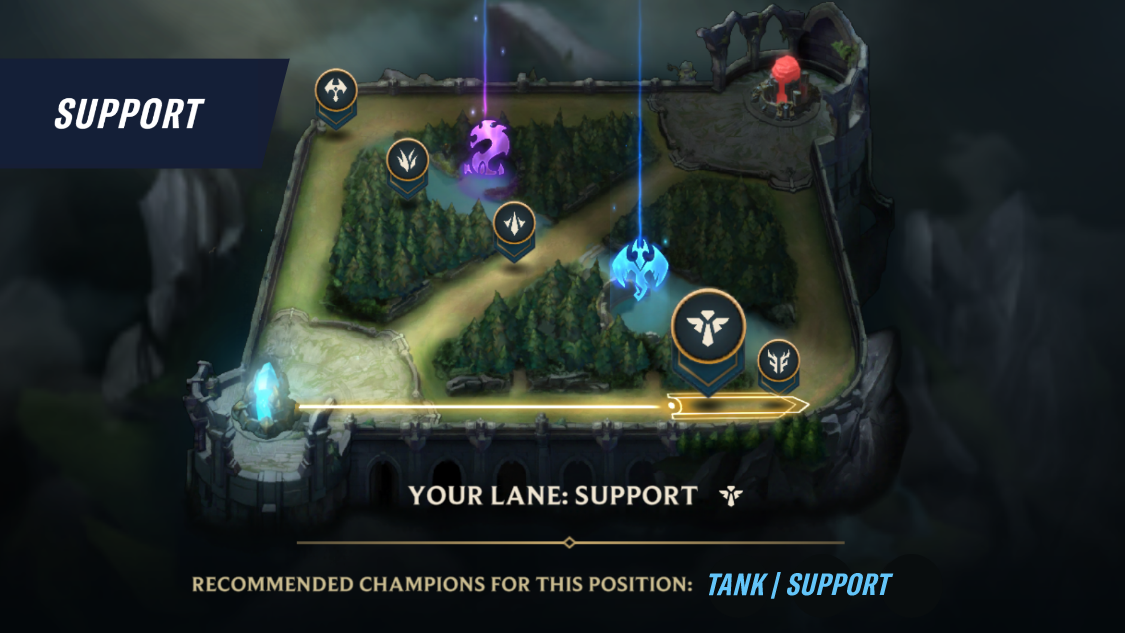 SUPPORT
YOUR LANE: SUPPORT
RECOMMENDED CHAMPIONS FOR THIS POSITION: TANK | SUPPORT